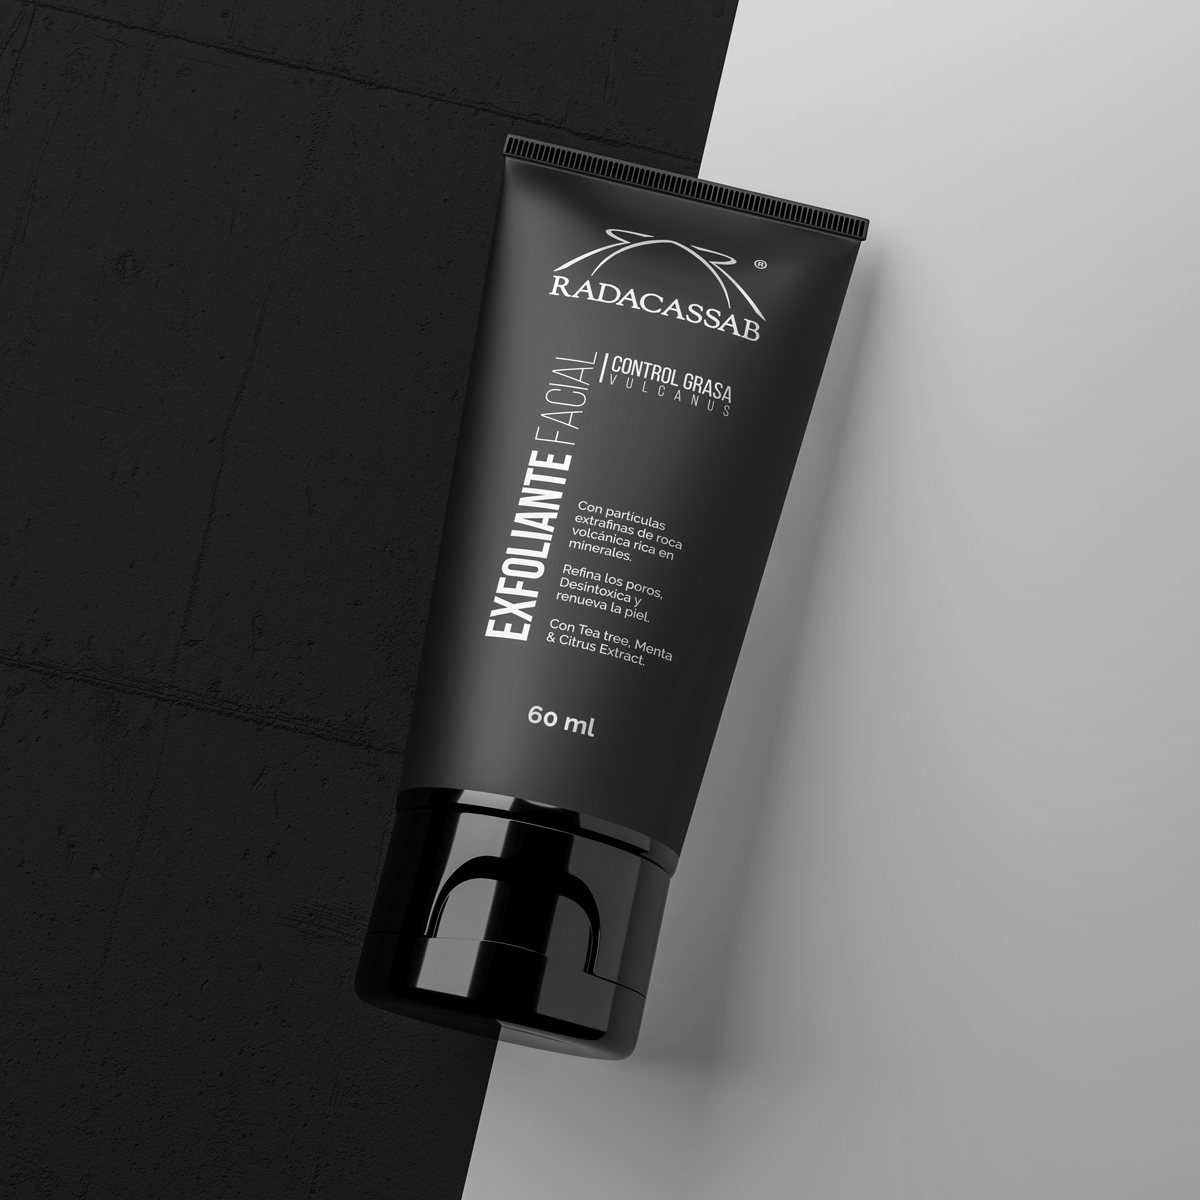 ®
RADACASSAB
CONTROL GRASA
VULCANUS
EXFOLIANTE FACIAL
Con partículas
extrafinas de roca
volcánica rica en
minerales.
Refina los poros,
Desintoxica y
renueva la piel.
Con Tea tree, Menta
& Citrus Extract.
60 ml